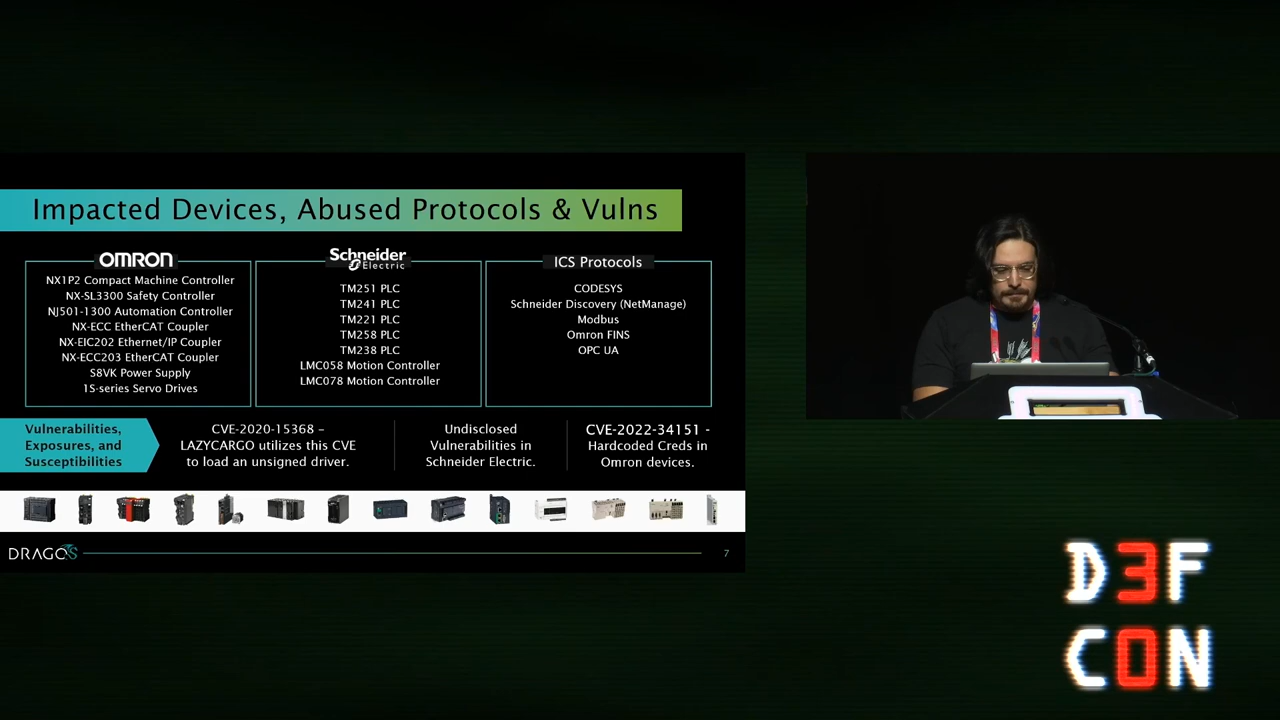 Impacted Devices, Abused Protocols & Vulns
OMRON
NX1P2 Compact Machine Controller
NX-SL3300 Safety Controller
NJ501-1300 Automation Controller
NX-ECC EtherCAT Coupler
NX-EIC202 Ethernet/IP Coupler
NX-ECC203 EtherCAT Coupler
S8VK Power Supply
1S-series Servo Drives
Schneider
Electric
TM251 PLC
TM241 PLC
TM221 PLC
TM258 PLC
TM238 PLC
LMC058 Motion Controller
LMC078 Motion Controller
ICS Protocols
CODESYS
Schneider Discovery (NetManage)
Modbus
Omron FINS
OPC UA
Vulnerabilities,
Exposures, and
Susceptibilities
CVE-2020-15368 –
LAZYCARGO utilizes this CVE
to load an unsigned driver.
Undisclosed
Vulnerabilities in
Schneider Electric.
CVE-2022-34151 -
Hardcoded Creds in
Omron devices.
DRAGOS
7
D3F
C0N